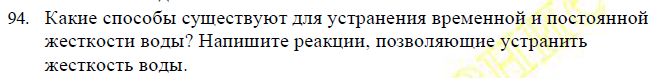 94. Какие способы существуют для устранения временной и постоянной
жесткости воды? Напишите реакции, позволяющие устранить
жесткость воды.